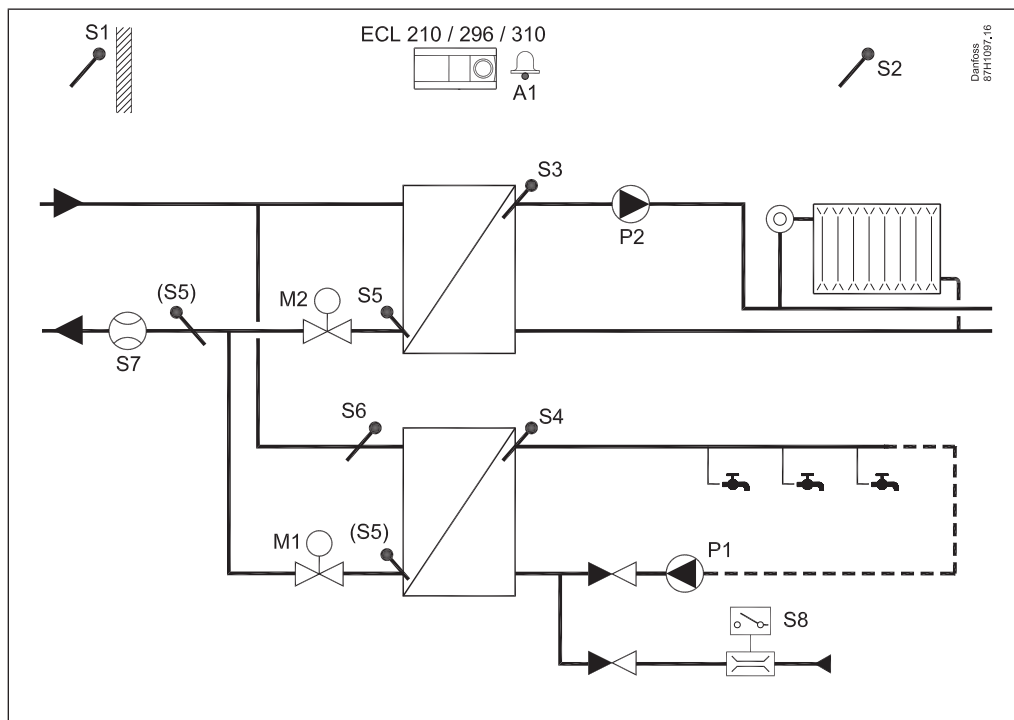 S1
ECL 210 / 296 / 310
A1
S2
Danfoss
87H1097.16
S3
P2
(S5)
M2
S5
S7
S6
S4
M1
(S5)
P1
S8